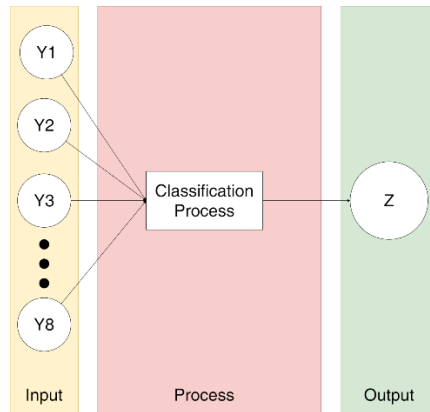 Y1
Y2
Y3
Y8
Classification
Process
Z
Input
Process
Output